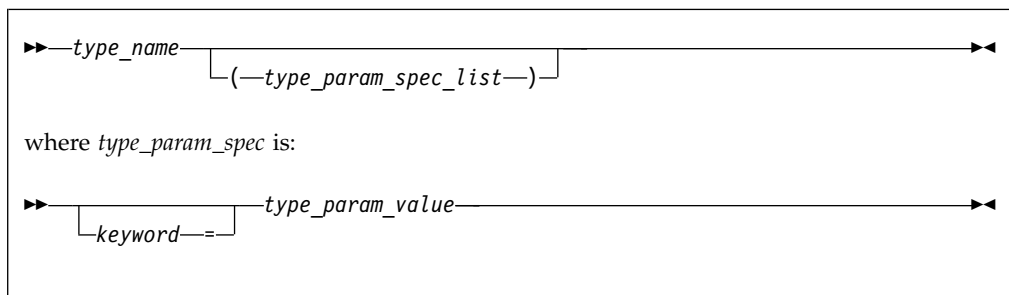 type_name
( type_param_spec_list )
where type_param_spec is:
type_param_value
keyword =